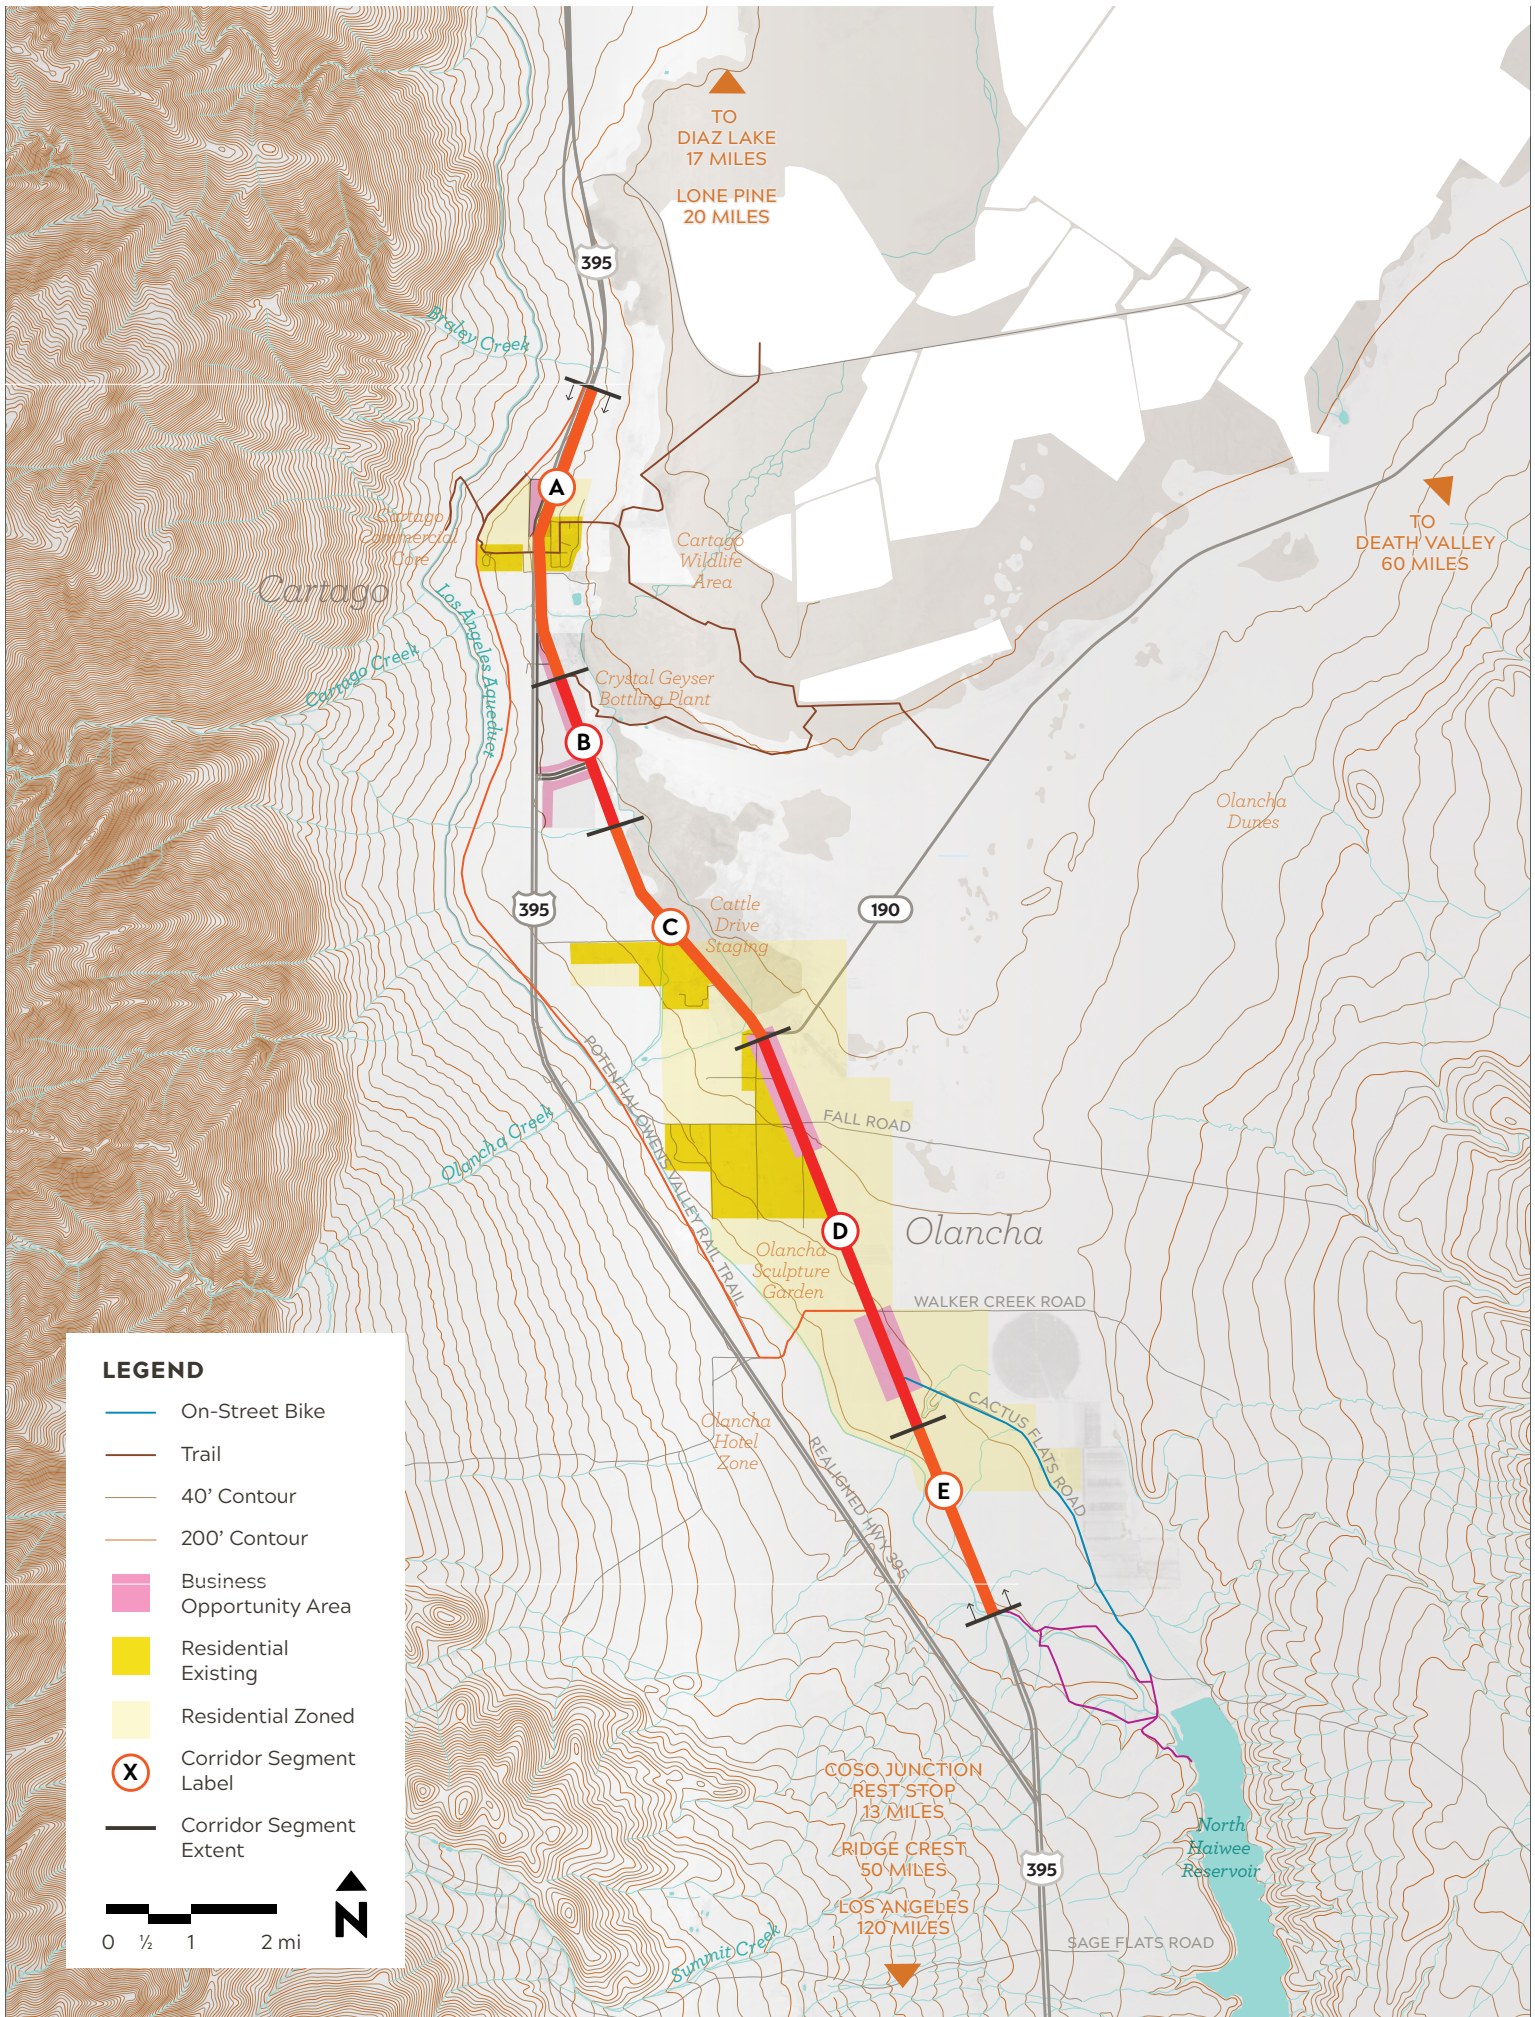 TO
DIAZ LAKE
17 MILES
LONE PINE
20 MILES
395
Braley Creek
A
Cartago
Commercial
Core
Cartago
Wildlife
Area
TO
DEATH VALLEY
60 MILES
Cartago
Los Angeles Aqueduct
Cartago Creek
Crystal Geyser
Bottling Plant
B
Olancha
Dunes
395
190
Cattle
Drive
Staging
C
POTENTIAL OWENS VALLEY RAIL TRAIL
Olancha Creek
FALL ROAD
D
Olancha
Olancha
Sculpture
Garden
WALKER CREEK ROAD
CACTUS FLATS ROAD
Olancha
Hotel
Zone
REALIGNED HWY 395
E
COSO JUNCTION
REST STOP
13 MILES
RIDGE CREST
50 MILES
LOS ANGELES
120 MILES
395
North
Haiwee
Reservoir
SAGE FLATS ROAD
Summit Creek
LEGEND
On-Street Bike
Trail
40’ Contour
200’ Contour
Business
Opportunity Area
Residential
Existing
Residential Zoned
X
Corridor Segment
Label
Corridor Segment
Extent
0 ½ 1 2 mi
N